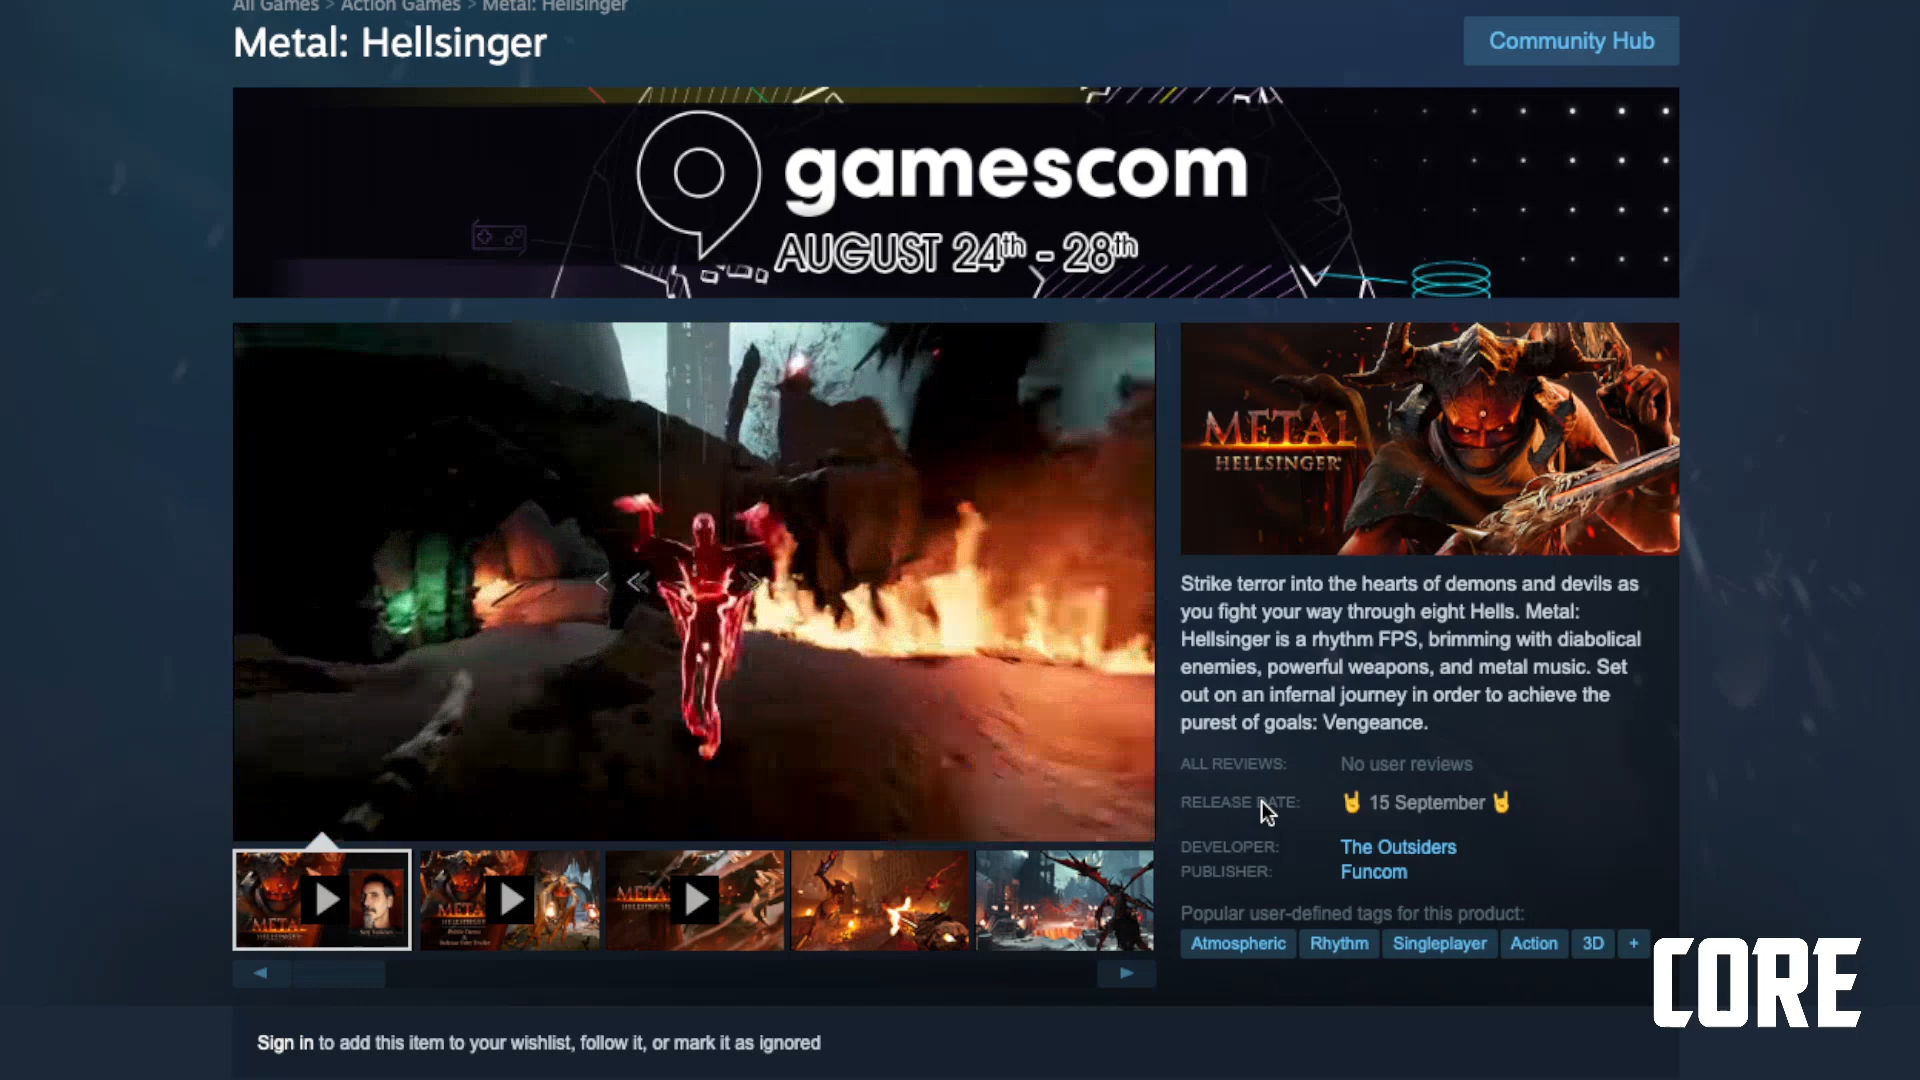 All Games > Action Games > Metal: Hellsinger
Metal: Hellsinger
Community Hub
gamescom
AUGUST 24th - 28th
METAL
HELLSINGER
Strike terror into the hearts of demons and devils as
you fight your way through eight Hells. Metal:
Hellsinger is a rhythm FPS, brimming with diabolical
enemies, powerful weapons, and metal music. Set
out on an infernal journey in order to achieve the
purest of goals: Vengeance.
ALL REVIEWS: No user reviews
RELEASE DATE: 🤘 15 September 🤘
DEVELOPER: The Outsiders
PUBLISHER: Funcom
Popular user-defined tags for this product:
Atmospheric Rhythm Singleplayer Action 3D +
METAL
HELLSINGER
META
META
CORE
Sign in to add this item to your wishlist, follow it, or mark it as ignored